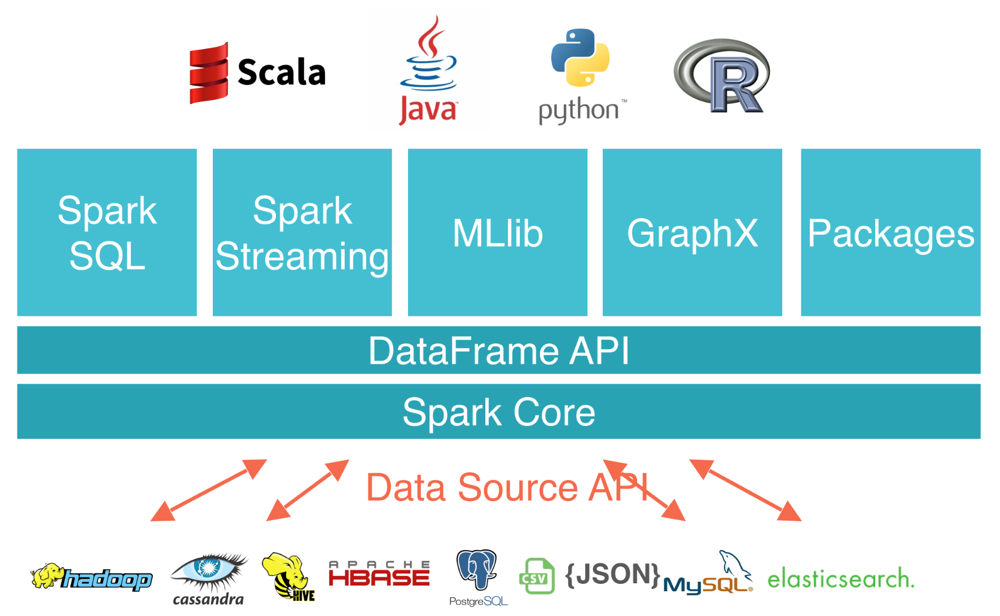 Scala
Java™
python™
R
Spark
SQL
Spark
Streaming
MLlib
GraphX
Packages
DataFrame API
Spark Core
Data Source API
hadoop
cassandra
HIVE
APACHE
HBASE
PostgreSQL
CSV
{JSON}
MySQL®
elasticsearch.